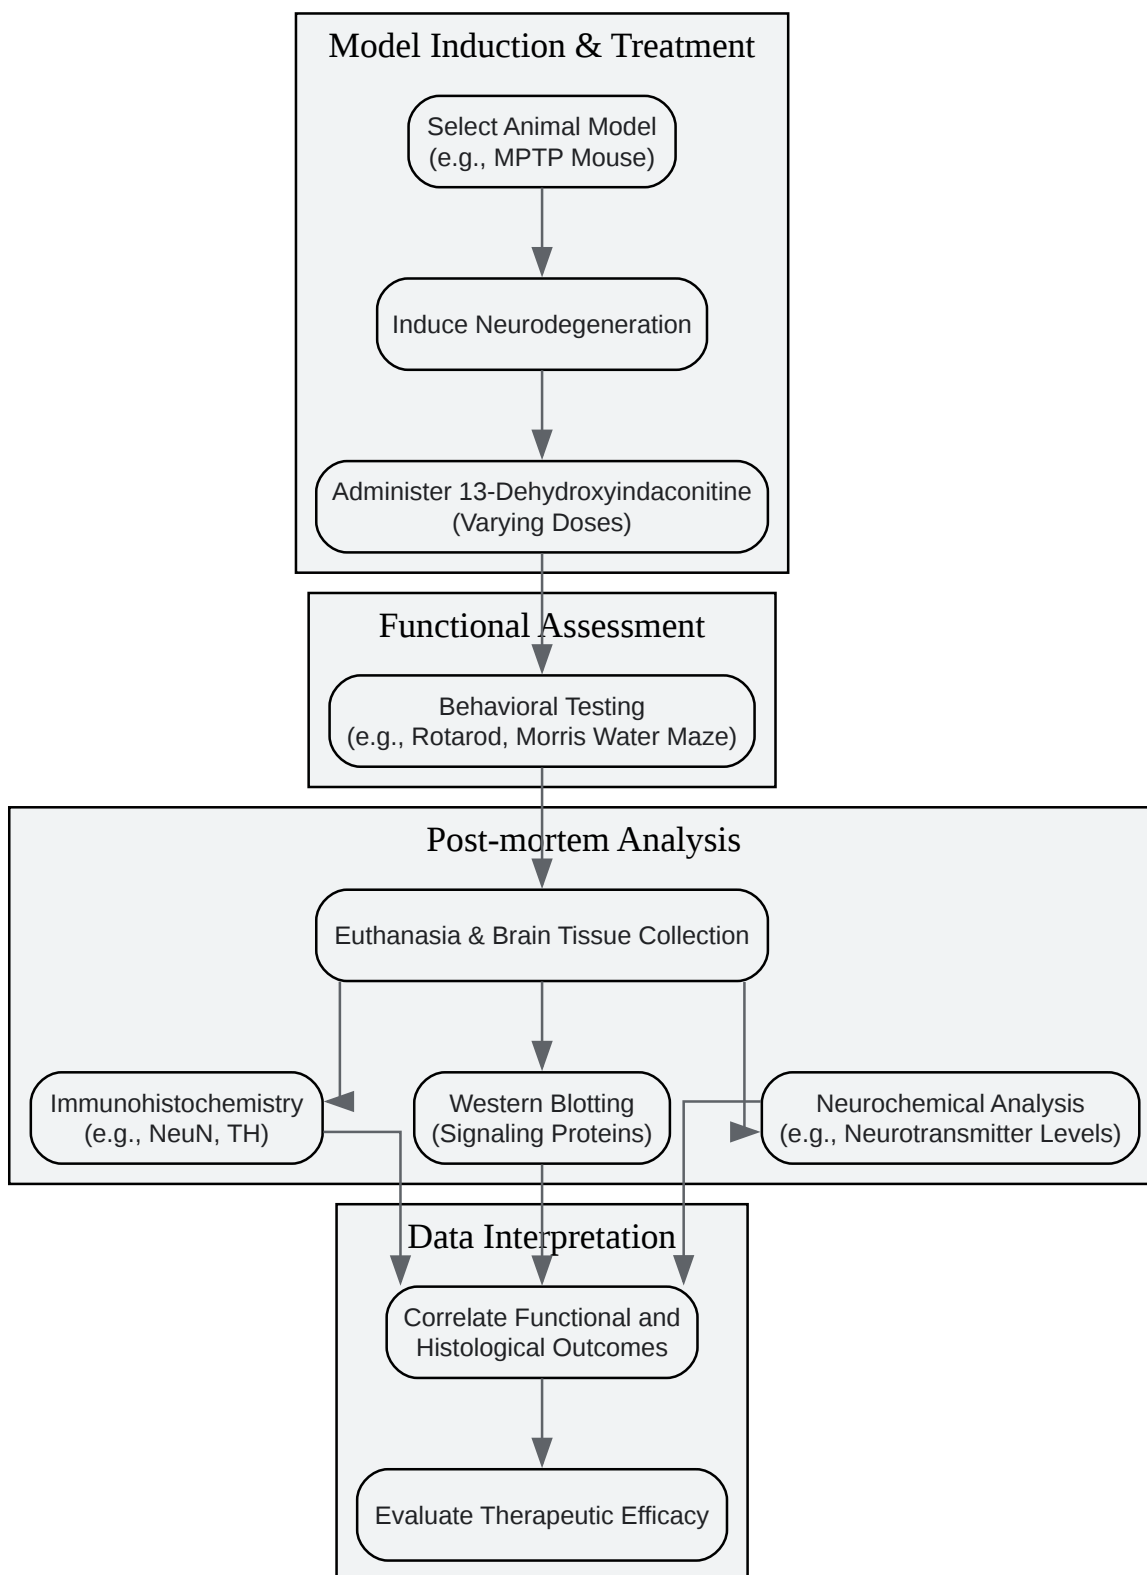 Model Induction & Treatment
Select Animal Model
(e.g., MPTP Mouse)
Induce Neurodegeneration
Administer 13-Dehydroxyindaconitine
(Varying Doses)
Functional Assessment
Behavioral Testing
(e.g., Rotarod, Morris Water Maze)
Post-mortem Analysis
Euthanasia & Brain Tissue Collection
Immunohistochemistry
(e.g., NeuN, TH)
Western Blotting
(Signaling Proteins)
Neurochemical Analysis
(e.g., Neurotransmitter Levels)
Data Interpretation
Correlate Functional and
Histological Outcomes
Evaluate Therapeutic Efficacy